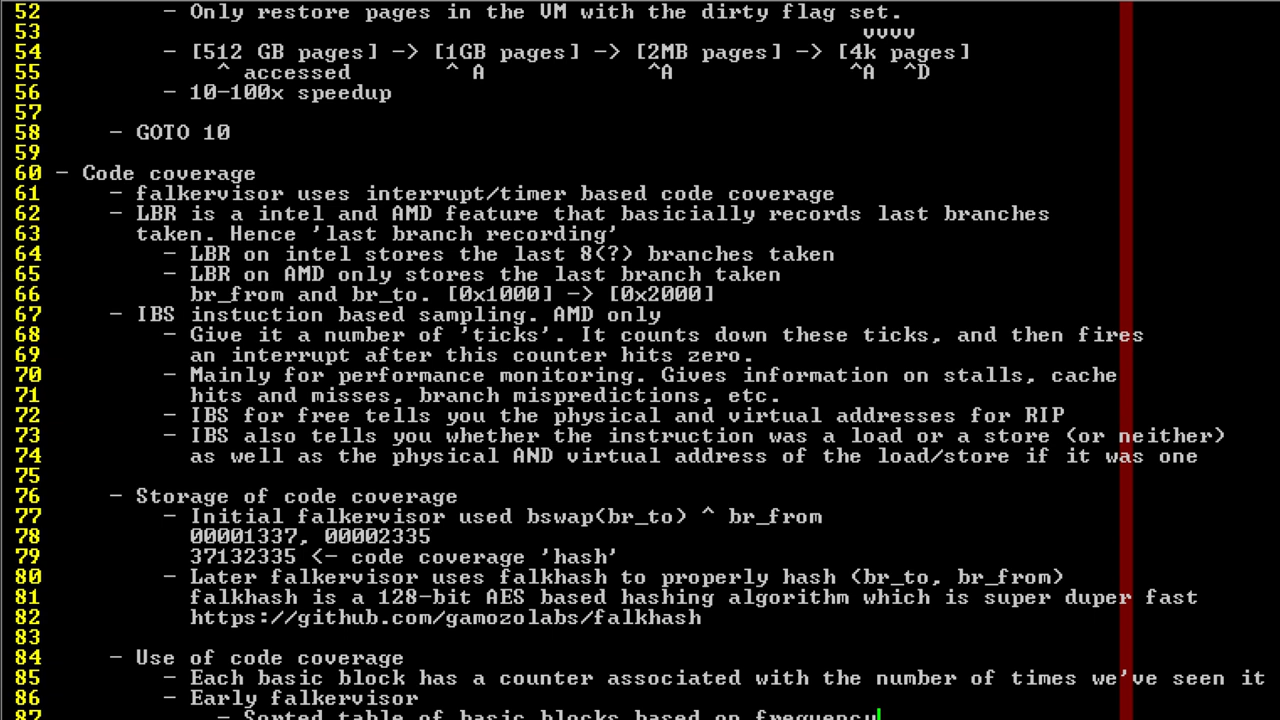 52         - Only restore pages in the VM with the dirty flag set.
53                                                             vvvv
54         - [512 GB pages] -> [1GB pages] -> [2MB pages] -> [4k pages]
55             ^ accessed       ^ A            ^A             ^A  ^D
56         - 10-100x speedup
57
58     - GOTO 10
59
60 - Code coverage
61     - falkervisor uses interrupt/timer based code coverage
62     - LBR is a intel and AMD feature that basicially records last branches
63       taken. Hence 'last branch recording'
64         - LBR on intel stores the last 8(?) branches taken
65         - LBR on AMD only stores the last branch taken
66           br_from and br_to. [0x1000] -> [0x2000]
67     - IBS instuction based sampling. AMD only
68         - Give it a number of 'ticks'. It counts down these ticks, and then fires
69           an interrupt after this counter hits zero.
70         - Mainly for performance monitoring. Gives information on stalls, cache
71           hits and misses, branch mispredictions, etc.
72         - IBS for free tells you the physical and virtual addresses for RIP
73         - IBS also tells you whether the instruction was a load or a store (or neither)
74           as well as the physical AND virtual address of the load/store if it was one
75
76     - Storage of code coverage
77         - Initial falkervisor used bswap(br_to) ^ br_from
78           00001337, 00002335
79           37132335 <- code coverage 'hash'
80         - Later falkervisor uses falkhash to properly hash (br_to, br_from)
81           falkhash is a 128-bit AES based hashing algorithm which is super duper fast
82           https://github.com/gamozolabs/falkhash
83
84     - Use of code coverage
85         - Each basic block has a counter associated with the number of times we've seen it
86         - Early falkervisor
87             - Sorted table of basic blocks based on frequency